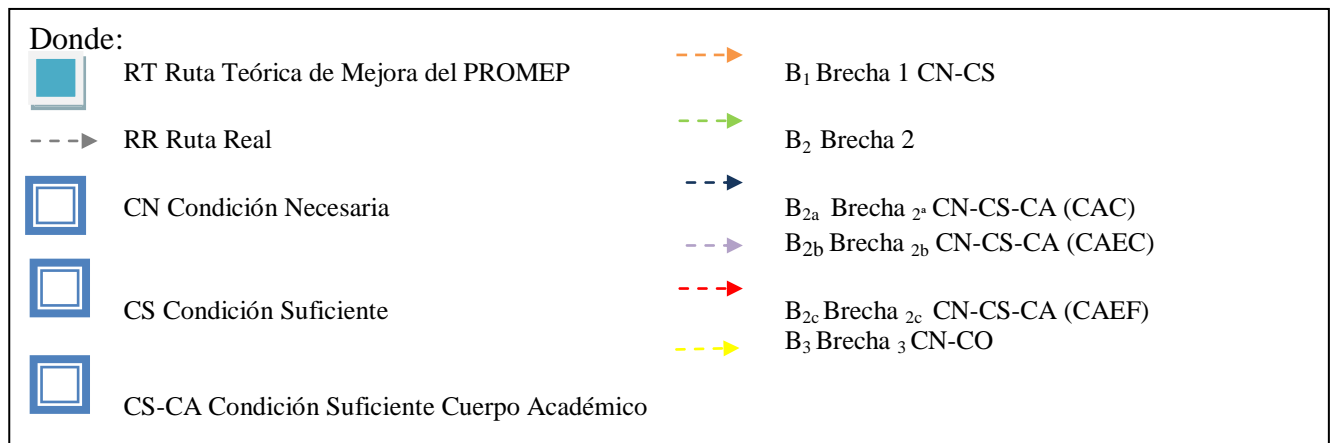 Donde:
RT Ruta Teórica de Mejora del PROMEP
RR Ruta Real
CN Condición Necesaria
CS Condición Suficiente
CS-CA Condición Suficiente Cuerpo Académico
B1 Brecha 1 CN-CS
B2 Brecha 2
B2a Brecha 2ª CN-CS-CA (CAC)
B2b Brecha 2b CN-CS-CA (CAEC)
B2c Brecha 2c CN-CS-CA (CAEF)
B3 Brecha 3 CN-CO